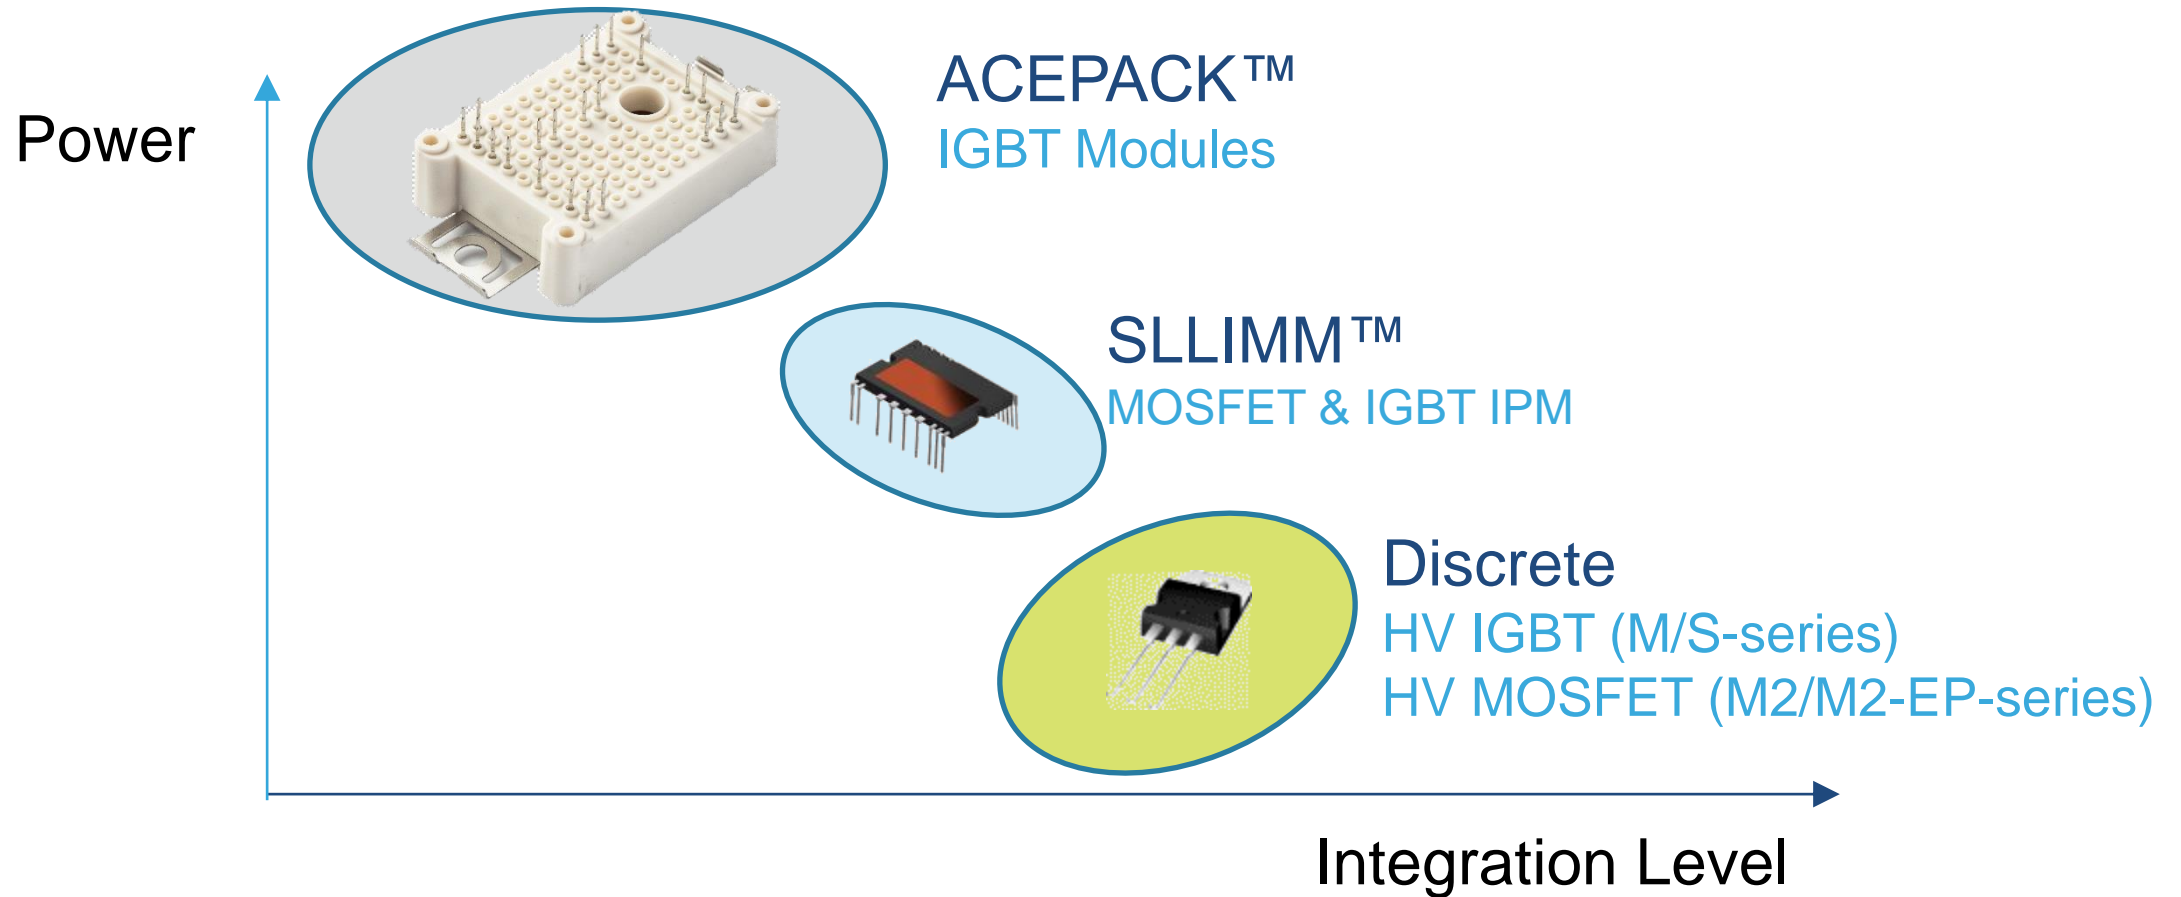 Power
ACEPACK™
IGBT Modules
SLLIMM™
MOSFET & IGBT IPM
Discrete
HV IGBT (M/S-series)
HV MOSFET (M2/M2-EP-series)
Integration Level